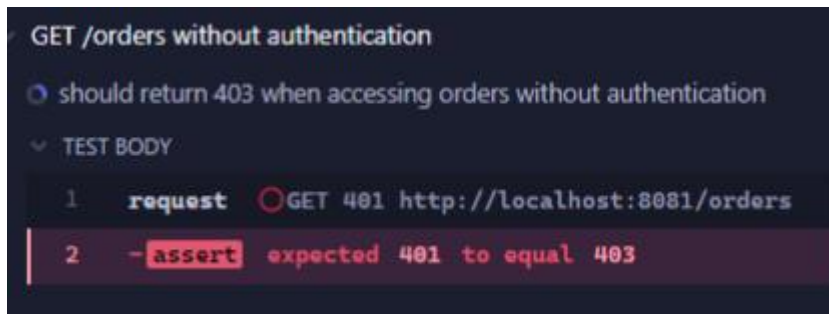 GET /orders without authentication
should return 403 when accessing orders without authentication
TEST BODY
1 request GET 401 http://localhost:8081/orders
2 -assert expected 401 to equal 403